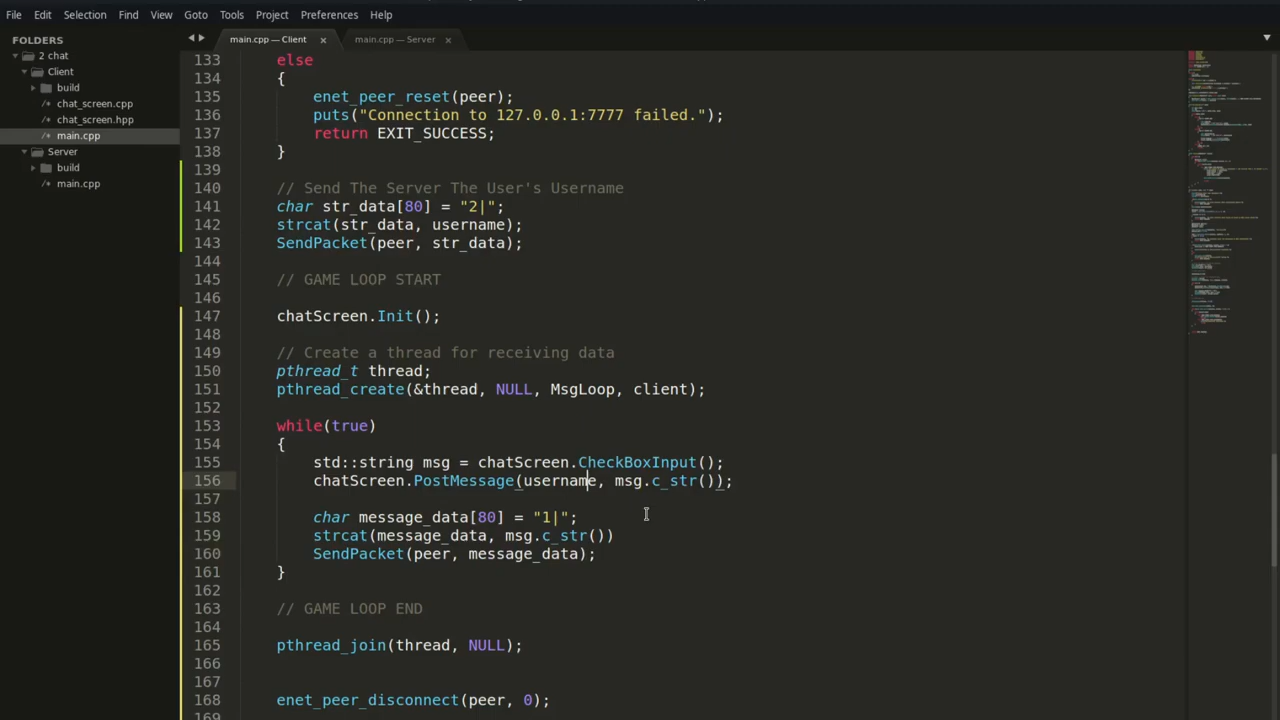 File Edit Selection Find View Goto Tools Project Preferences Help
FOLDERS
2 chat
Client
build
chat_screen.cpp
chat_screen.hpp
main.cpp
Server
build
main.cpp
main.cpp — Client × main.cpp — Server ×
133 else
134 {
135 enet_peer_reset(peer);
136 puts("Connection to 127.0.0.1:7777 failed.");
137 return EXIT_SUCCESS;
138 }
139
140 // Send The Server The User's Username
141 char str_data[80] = "2|";
142 strcat(str_data, username);
143 SendPacket(peer, str_data);
144
145 // GAME LOOP START
146
147 chatScreen.Init();
148
149 // Create a thread for receiving data
150 pthread_t thread;
151 pthread_create(&thread, NULL, MsgLoop, client);
152
153 while(true)
154 {
155 std::string msg = chatScreen.CheckBoxInput();
156 chatScreen.PostMessage(username, msg.c_str());
157
158 char message_data[80] = "1|";
159 strcat(message_data, msg.c_str())
160 SendPacket(peer, message_data);
161 }
162
163 // GAME LOOP END
164
165 pthread_join(thread, NULL);
166
167
168 enet_peer_disconnect(peer, 0);
169